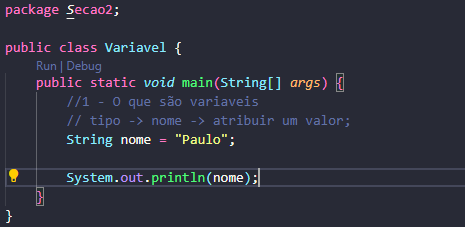 package Secao2;
public class Variavel {
Run | Debug
public static void main(String[] args) {
//1 - O que são variaveis
// tipo -> nome -> atribuir um valor;
String nome = "Paulo";
System.out.println(nome);
}
}